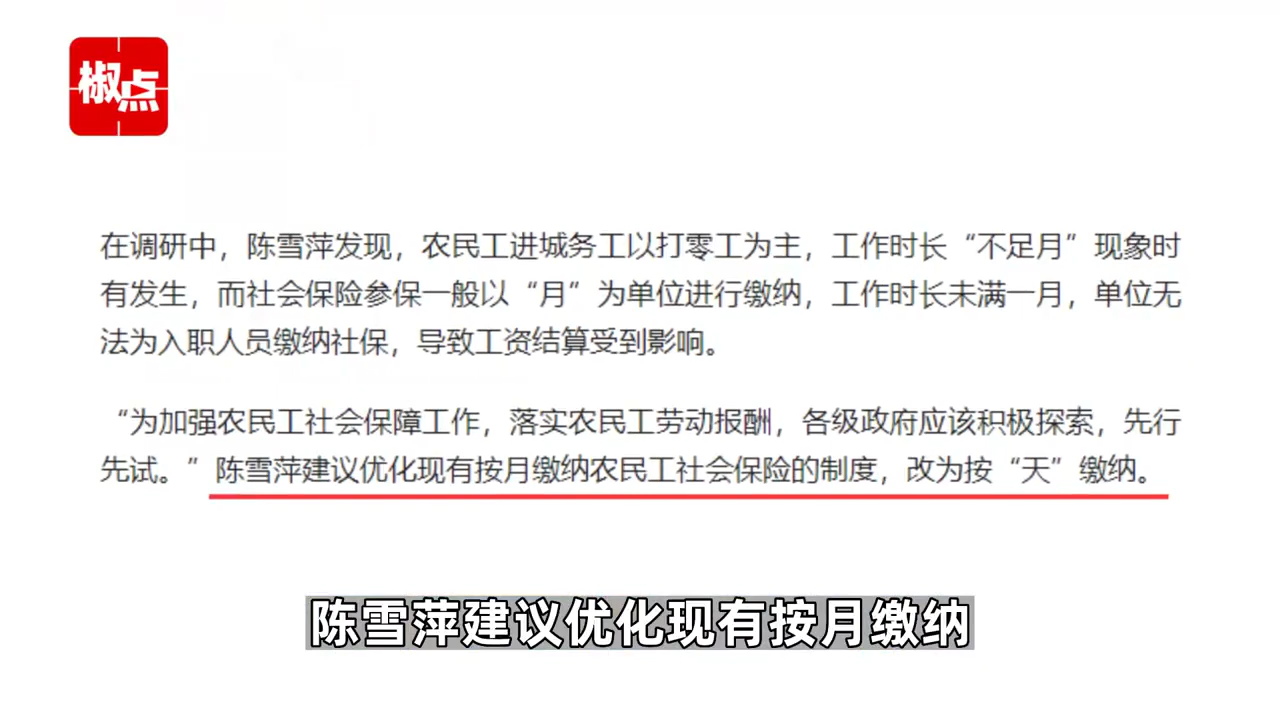 椒点
在调研中，陈雪萍发现，农民工进城务工以打零工为主，工作时长“不足月”现象时
有发生，而社会保险参保一般以“月”为单位进行缴纳，工作时长未满一月，单位无
法为入职人员缴纳社保，导致工资结算受到影响。
“为加强农民工社会保障工作，落实农民工劳动报酬，各级政府应该积极探索，先行
先试。”陈雪萍建议优化现有按月缴纳农民工社会保险的制度，改为按“天”缴纳。
陈雪萍建议优化现有按月缴纳